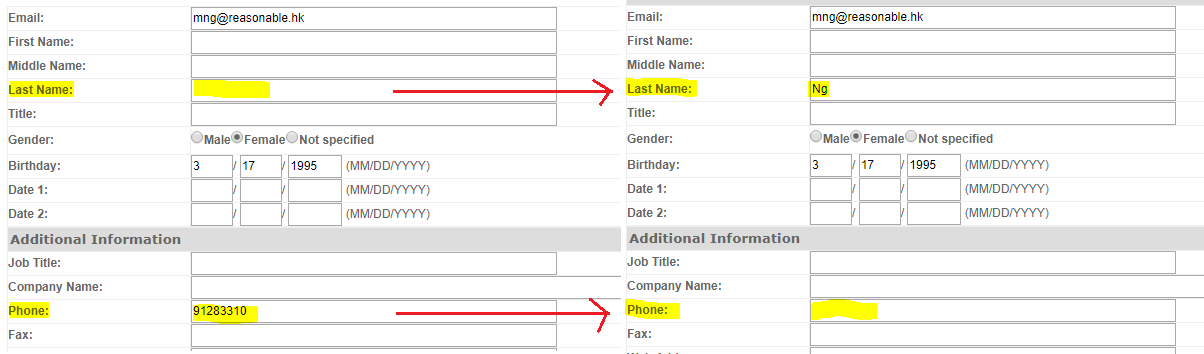 Email: mng@reasonable.hk
First Name:
Middle Name:
Last Name:
Title:
Gender: Male Female Not specified
Birthday: 3 / 17 / 1995 (MM/DD/YYYY)
Date 1: / / (MM/DD/YYYY)
Date 2: / / (MM/DD/YYYY)
Additional Information
Job Title:
Company Name:
Phone: 91283310
Fax:
Email: mng@reasonable.hk
First Name:
Middle Name:
Last Name: Ng
Title:
Gender: Male Female Not specified
Birthday: 3 / 17 / 1995 (MM/DD/YYYY)
Date 1: / / (MM/DD/YYYY)
Date 2: / / (MM/DD/YYYY)
Additional Information
Job Title:
Company Name:
Phone:
Fax: